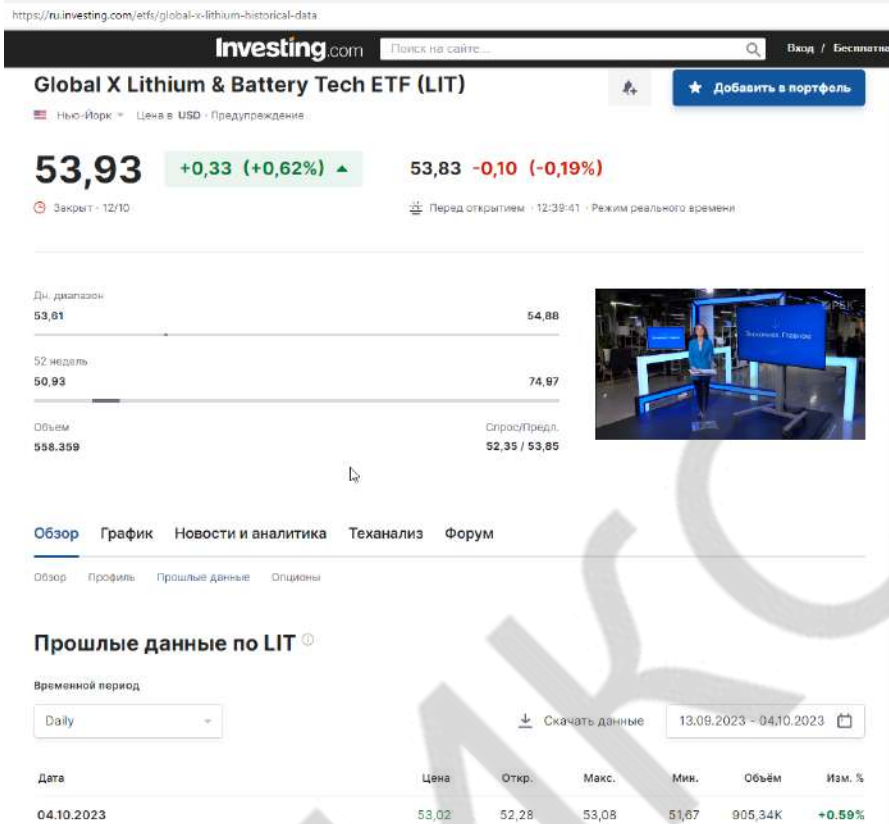 https://ru.investing.com/etfs/global-x-lithium-historical-data
Investing.com Поиск на сайте... Вход / Бесплатна
Global X Lithium & Battery Tech ETF (LIT) Добавить в портфель
Нью-Йорк Цена в USD · Предупреждение
53,93 +0,33 (+0,62%) 53,83 -0,10 (-0,19%)
Закрыт · 12/10 Перед открытием · 12:39:41 · Режим реального времени
Дн. диапазон
53,61 54,88
52 недель
50,93 74,97
Объем Спрос/Предл.
558.359 52,35 / 53,85
РБК
Обзор График Новости и аналитика Теханализ Форум
Обзор Профиль Прошлые данные Опционы
Прошлые данные по LIT
Временной период
Daily Скачать данные 13.09.2023 - 04.10.2023
Дата Цена Откр. Макс. Мин. Объём Изм. %
04.10.2023 53,02 52,28 53,08 51,67 905,34K +0.59%